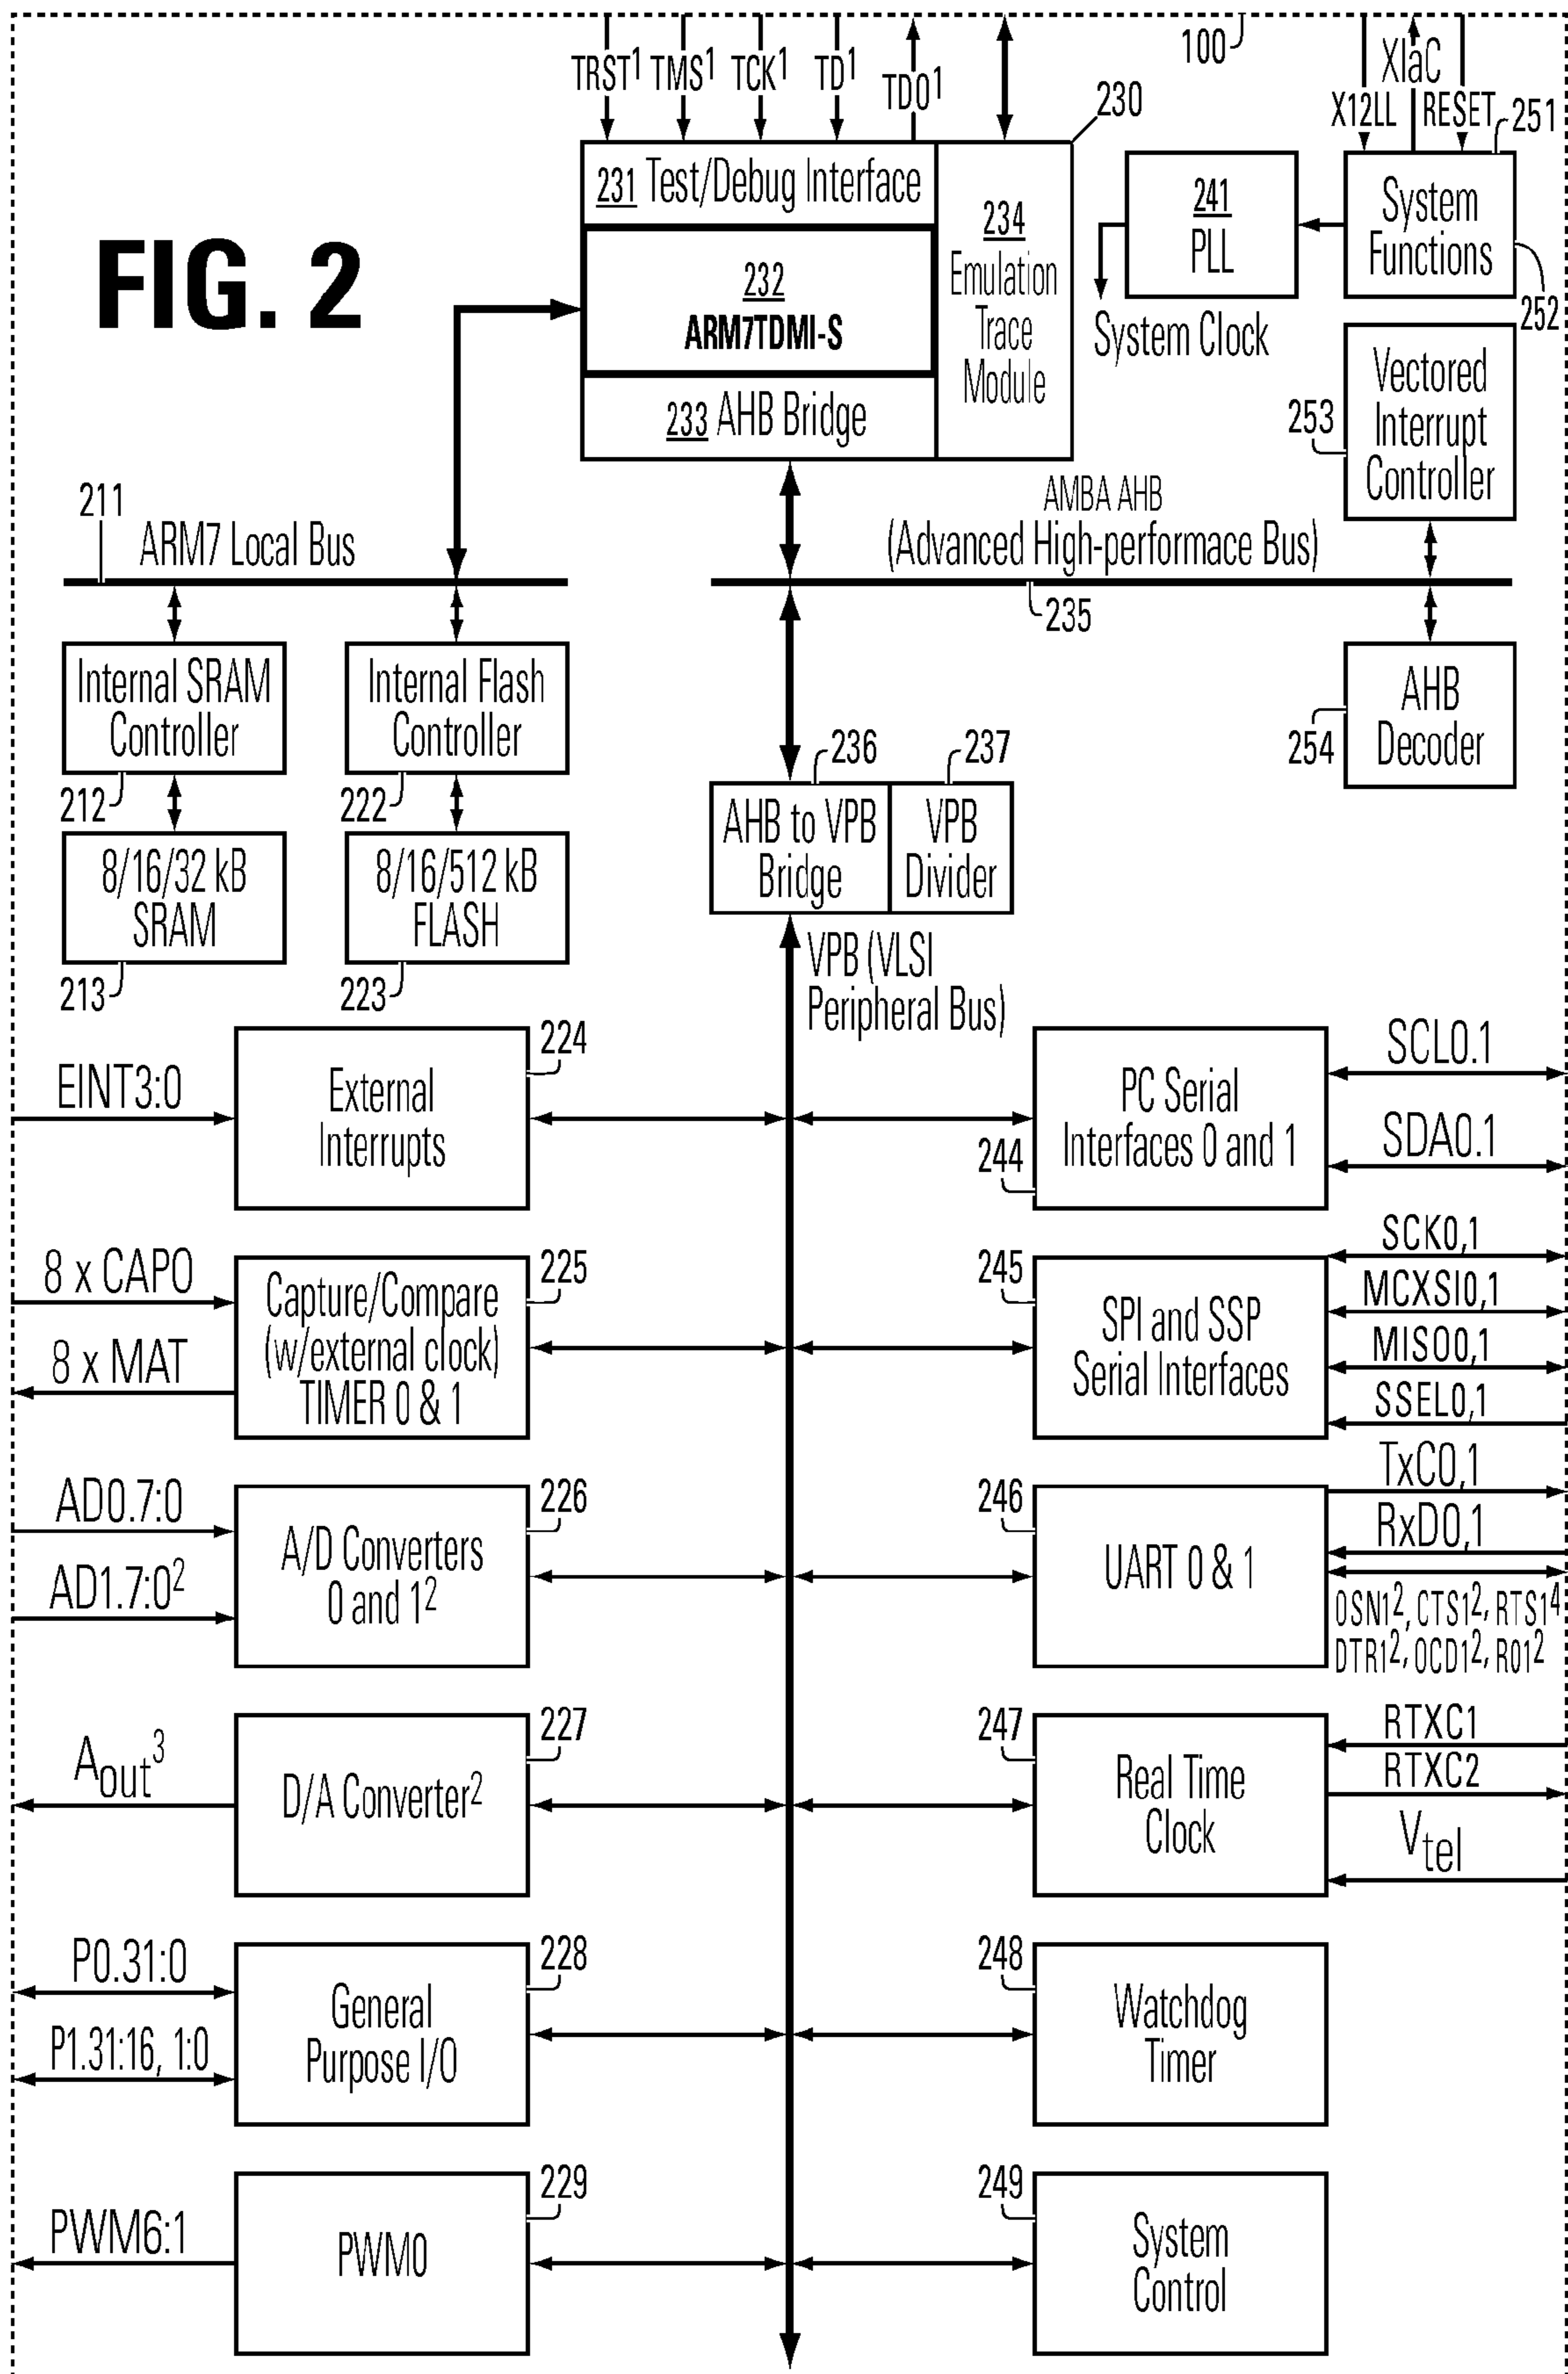 FIG. 2
TRST1
TMS1
TCK1
TD1
TDO1
100
X12LL
XIaC
RESET
230
231 Test/Debug Interface
232
ARM7TDMI-S
233 AHB Bridge
234
Emulation
Trace
Module
241
PLL
System Clock
251
System
Functions
252
253
Vectored
Interrupt
Controller
211
ARM7 Local Bus
AMBA AHB
(Advanced High-performace Bus)
235
Internal SRAM
Controller
212
Internal Flash
Controller
222
AHB
Decoder
254
8/16/32 kB
SRAM
213
8/16/512 kB
FLASH
223
236
237
AHB to VPB
Bridge
VPB
Divider
VPB (VLSI
Peripheral Bus)
EINT3:0
224
External
Interrupts
244
PC Serial
Interfaces 0 and 1
SCL0.1
SDA0.1
8 x CAPO
8 x MAT
225
Capture/Compare
(w/external clock)
TIMER 0 & 1
245
SPI and SSP
Serial Interfaces
SCK0,1
MCXSI0,1
MISO0,1
SSEL0,1
AD0.7:0
AD1.7:0²
226
A/D Converters
0 and 1²
246
UART 0 & 1
TxC0,1
RxD0,1
OSN1², CTS1², RTS1⁴
DTR1², OCD1², R01²
Aout³
227
D/A Converter²
247
Real Time
Clock
RTXC1
RTXC2
Vtel
P0.31:0
P1.31:16, 1:0
228
General
Purpose I/O
248
Watchdog
Timer
PWM6:1
229
PWM0
249
System
Control